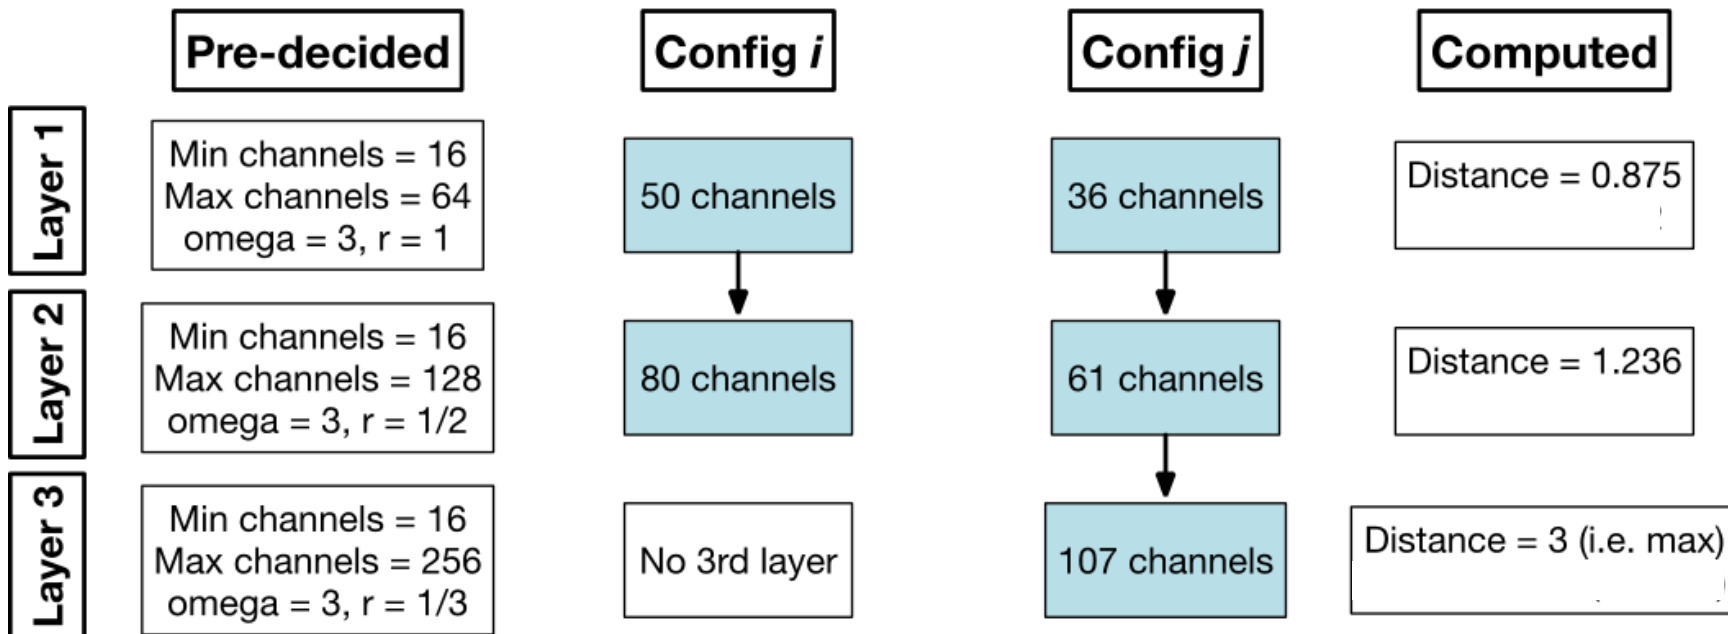 Pre-decided
Config i
Config j
Computed
Layer 1
Min channels = 16
Max channels = 64
omega = 3, r = 1
50 channels
36 channels
Distance = 0.875
Layer 2
Min channels = 16
Max channels = 128
omega = 3, r = 1/2
80 channels
61 channels
Distance = 1.236
Layer 3
Min channels = 16
Max channels = 256
omega = 3, r = 1/3
No 3rd layer
107 channels
Distance = 3 (i.e. max)